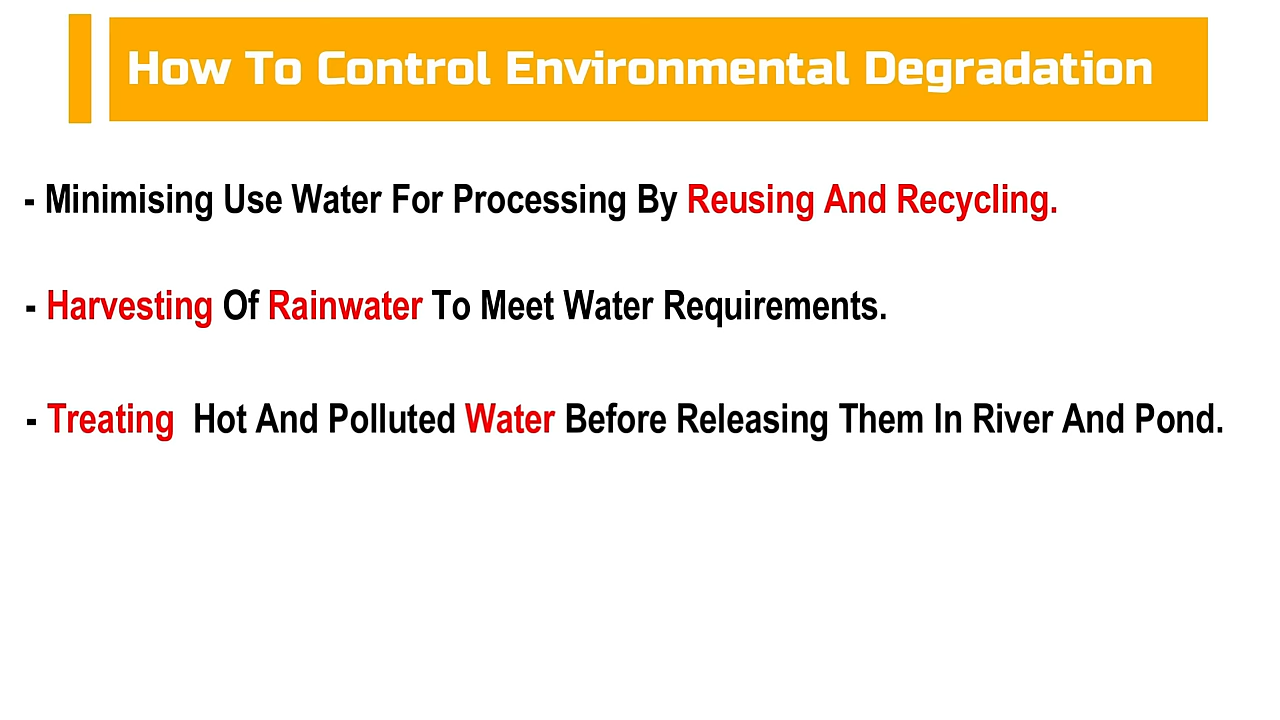 How To Control Environmental Degradation
- Minimising Use Water For Processing By Reusing And Recycling.
- Harvesting Of Rainwater To Meet Water Requirements.
- Treating Hot And Polluted Water Before Releasing Them In River And Pond.